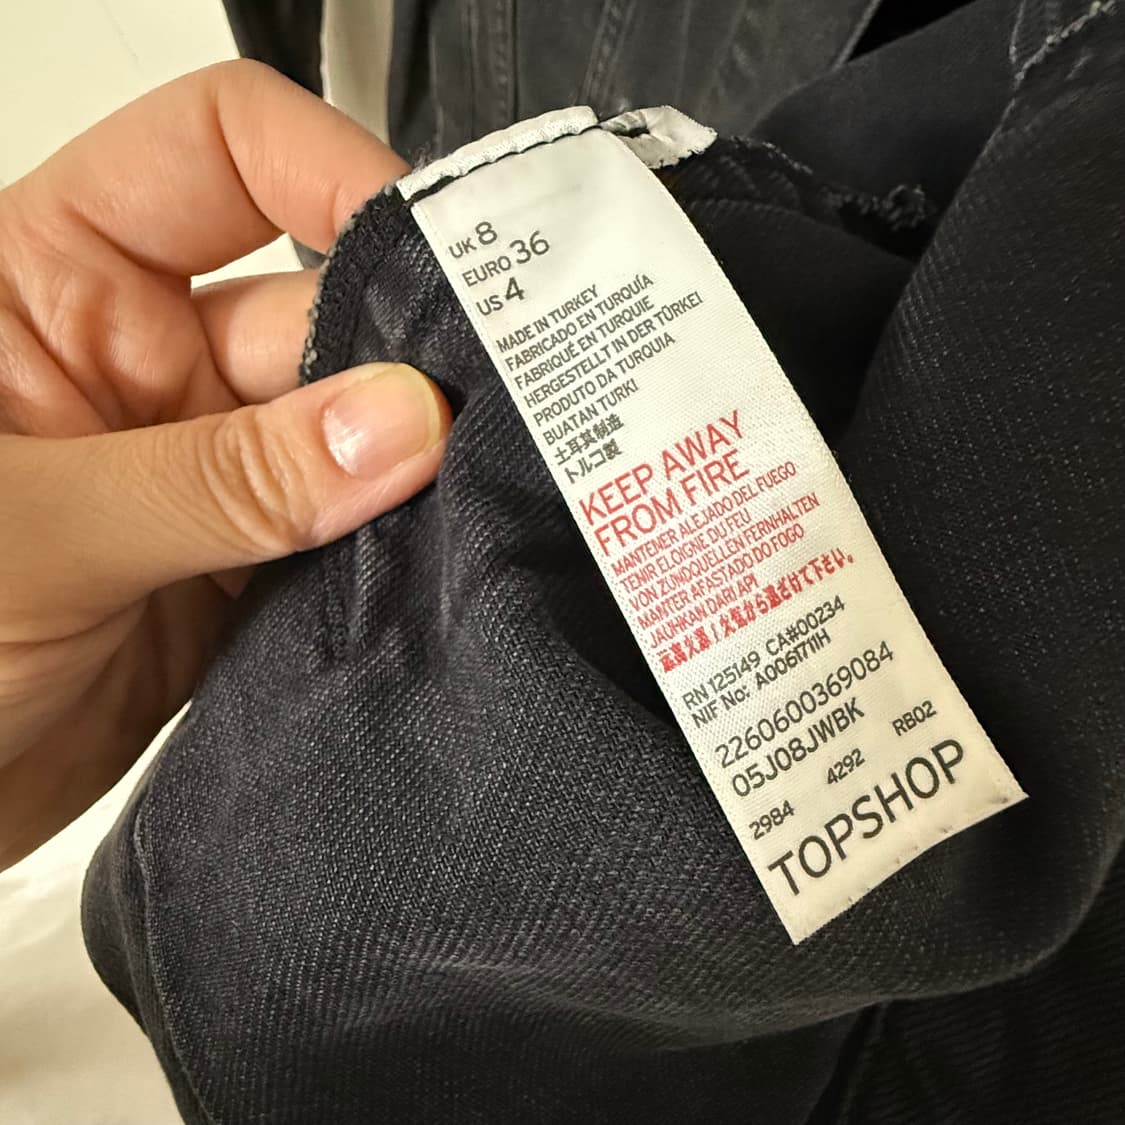 UK 8
EURO 36
US 4
MADE IN TURKEY
FABRICADO EN TURQUÍA
FABRIQUÉ EN TURQUIE
HERGESTELLT IN DER TÜRKEI
PRODUTO DA TURQUIA
BUATAN TURKI
土耳其制造
トルコ製
KEEP AWAY
FROM FIRE
MANTENER ALEJADO DEL FUEGO
TENIR ELOIGNE DU FEU
VON ZÜNDQUELLEN FERNHALTEN
MANTER AFASTADO DO FOGO
JAUHKAN DARI API
远离火源！火気から遠ざけて下さい。
RN 125149 CA#00234
NIF No: A0061711H
2260600369084
05J08JWBK
2984 4292 RB02
TOPSHOP